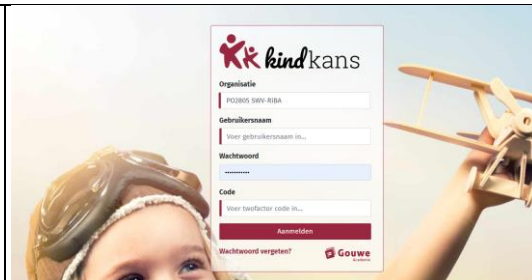 kindkans
Organisatie
PO2805 SWV-RiBA
Gebruikersnaam
Voer gebruikersnaam in...
Wachtwoord
Code
Voer twofactor code in...
Aanmelden
Wachtwoord vergeten?
Gouwe